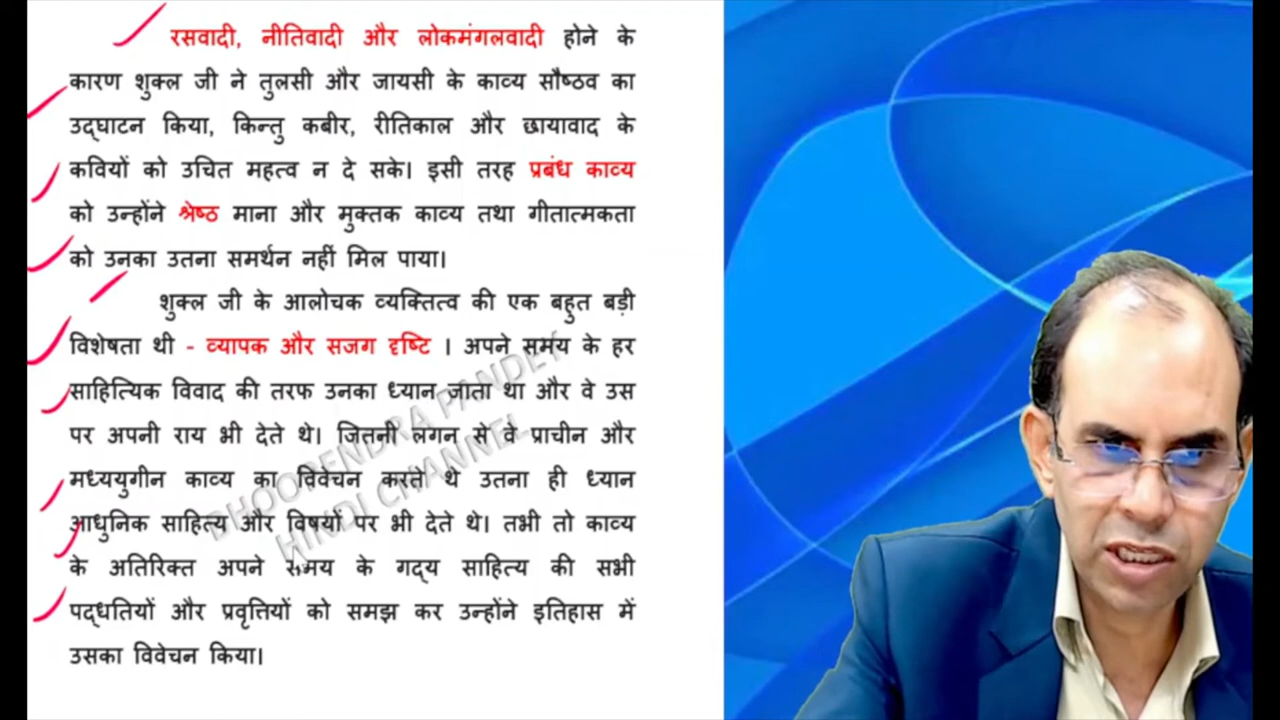 रसवादी, नीतिवादी और लोकमंगलवादी होने के
कारण शुक्ल जी ने तुलसी और जायसी के काव्य सौष्ठव का
उद्घाटन किया, किन्तु कबीर, रीतिकाल और छायावाद के
कवियों को उचित महत्व न दे सके। इसी तरह प्रबंध काव्य
को उन्होंने श्रेष्ठ माना और मुक्तक काव्य तथा गीतात्मकता
को उनका उतना समर्थन नहीं मिल पाया।
शुक्ल जी के आलोचक व्यक्तित्व की एक बहुत बड़ी
विशेषता थी - व्यापक और सजग दृष्टि । अपने समय के हर
साहित्यिक विवाद की तरफ उनका ध्यान जाता था और वे उस
पर अपनी राय भी देते थे। जितनी लगन से वे प्राचीन और
मध्ययुगीन काव्य का विवेचन करते थे उतना ही ध्यान
आधुनिक साहित्य और विषयों पर भी देते थे। तभी तो काव्य
के अतिरिक्त अपने समय के गद्य साहित्य की सभी
पद्धतियों और प्रवृत्तियों को समझ कर उन्होंने इतिहास में
उसका विवेचन किया।
BHOOPENDRA PANDEY
HINDI CHANNEL